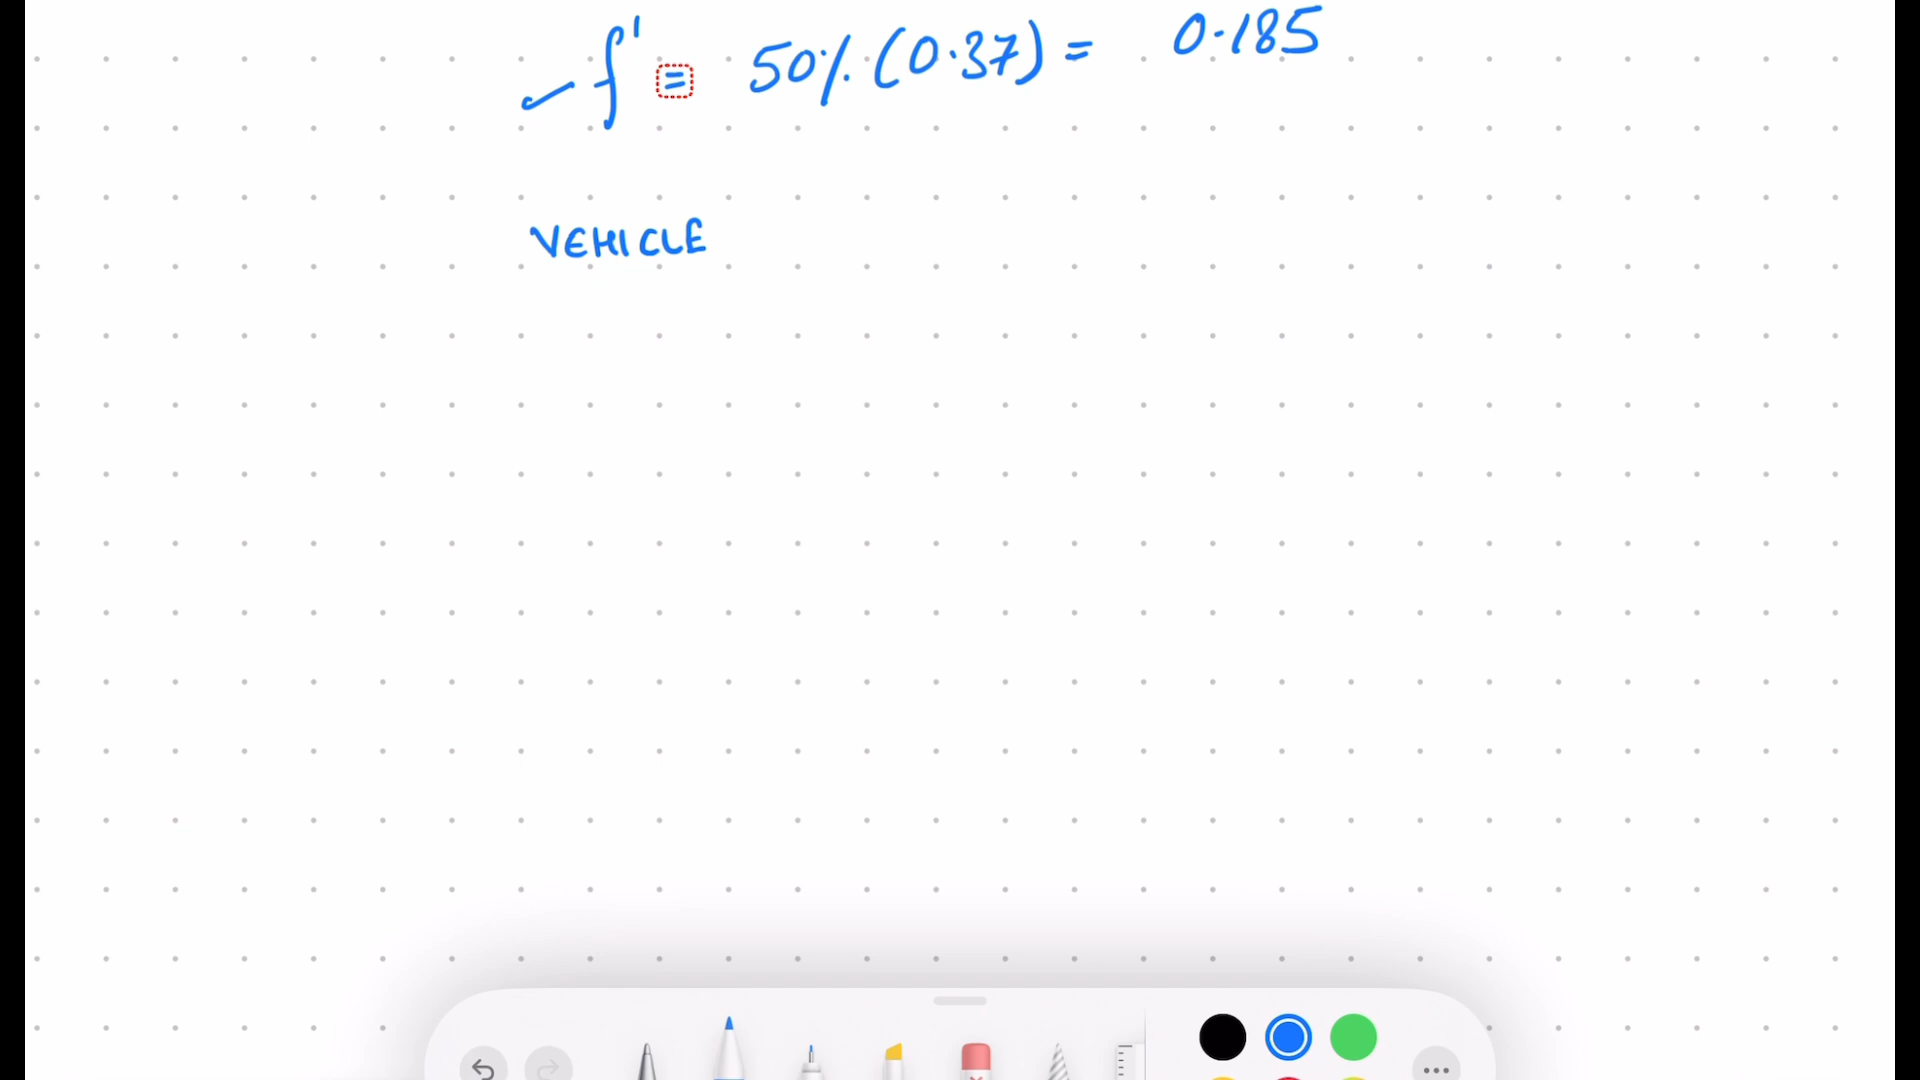 f' = 50% (0.37) = 0.185
VEHICLE